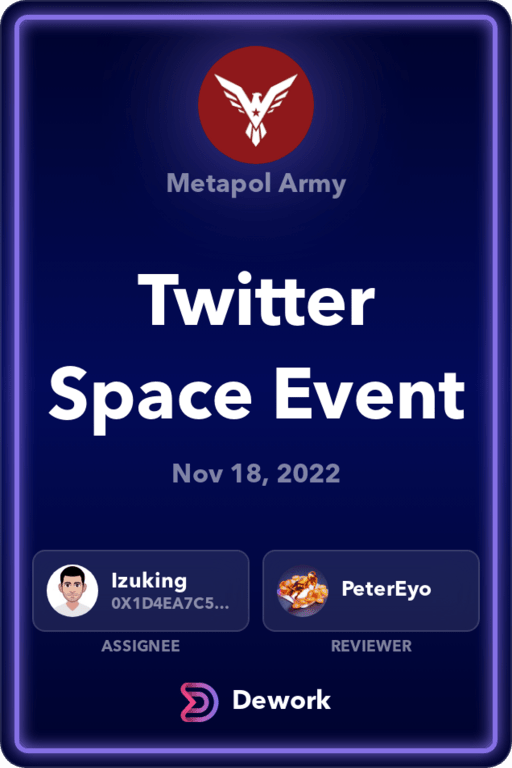 Metapol Army
Twitter
Space Event
Nov 18, 2022
Izuking
0X1D4EA7C5...
ASSIGNEE
PeterEyo
REVIEWER
Dework